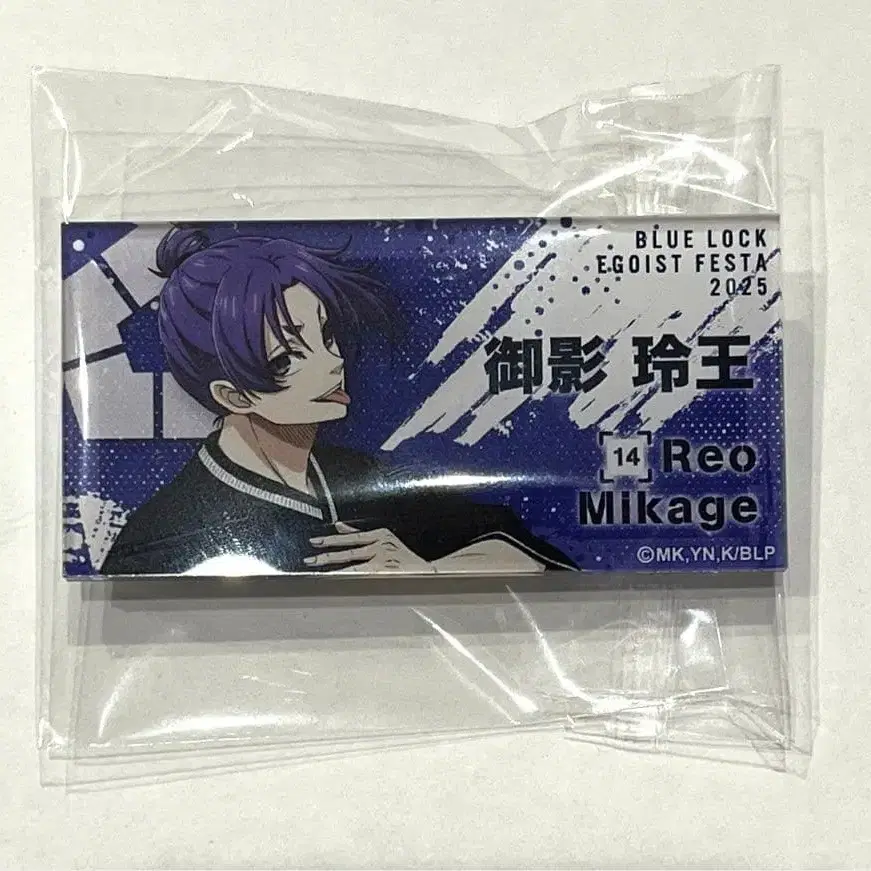 BLUE LOCK
EGOIST FESTA
2025
御影 玲王
14 Reo
Mikage
©MK,YN,K/BLP